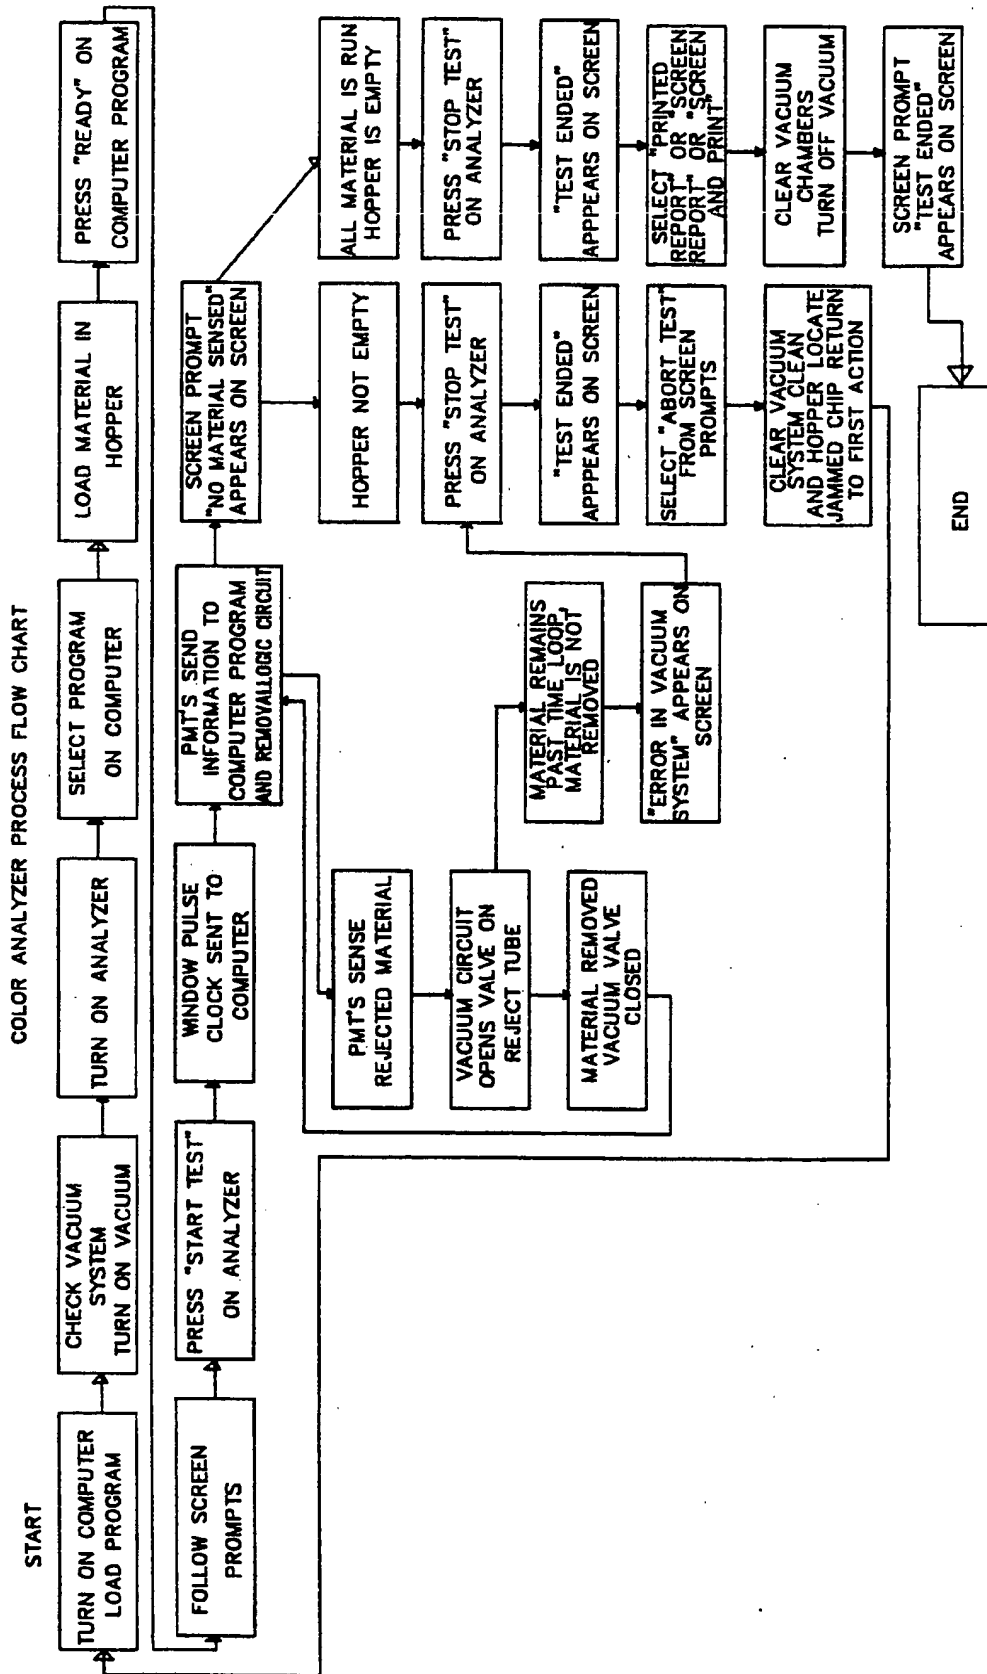 COLOR ANALYZER PROCESS FLOW CHART
START
TURN ON COMPUTER
LOAD PROGRAM
CHECK VACUUM
SYSTEM
TURN ON VACUUM
TURN ON ANALYZER
SELECT PROGRAM
ON COMPUTER
LOAD MATERIAL IN
HOPPER
PRESS "READY" ON
COMPUTER PROGRAM
FOLLOW SCREEN
PROMPTS
PRESS "START TEST"
ON ANALYZER
WINDOW PULSE
CLOCK SENT TO
COMPUTER
PMT'S SEND
INFORMATION TO
COMPUTER PROGRAM
AND REMOVALLOGIC CIRCUIT
SCREEN PROMPT
"NO MATERIAL SENSED"
APPEARS ON SCREEN
PMT'S SENSE
REJECTED MATERIAL
VACUUM CIRCUIT
OPENS VALVE ON
REJECT TUBE
MATERIAL REMOVED
VACUUM VALVE
CLOSED
MATERIAL REMAINS
PAST TIME LOOP,
MATERIAL IS NOT
REMOVED
"ERROR IN VACUUM
SYSTEM" APPEARS ON
SCREEN
HOPPER NOT EMPTY
PRESS "STOP TEST"
ON ANALYZER
"TEST ENDED"
APPPEARS ON SCREEN
SELECT "ABORT TEST"
FROM SCREEN
PROMPTS
CLEAR VACUUM
SYSTEM CLEAN
AND HOPPER LOCATE
JAMMED CHIP RETURN
TO FIRST ACTION
ALL MATERIAL IS RUN
HOPPER IS EMPTY
PRESS "STOP TEST"
ON ANALYZER
"TEST ENDED"
APPPEARS ON SCREEN
SELECT "PRINTED
REPORT" OR "SCREEN
REPORT" OR "SCREEN
AND PRINT"
CLEAR VACUUM
CHAMBERS
TURN OFF VACUUM
SCREEN PROMPT
"TEST ENDED"
APPEARS ON SCREEN
END